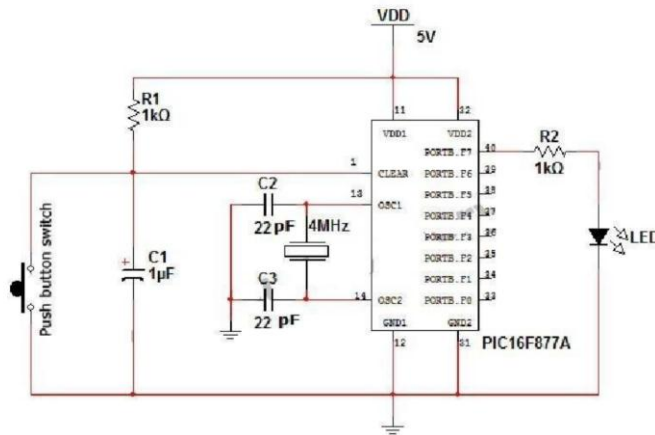 VDD
5V
R1
1kΩ
11
32
VDD1
VDD2
PORTB.F7
40
R2
1kΩ
1
CLEAR
PORTB.F6
39
C2
13
OSC1
PORTB.F5
38
22 pF
4MHz
PORTB.F4
37
LED
PORTB.F3
36
Push button switch
C1
1µF
PORTB.F2
35
C3
PORTB.F1
34
14
OSC2
PORTB.F0
33
22 pF
GND1
GND2
PIC16F877A
12
31